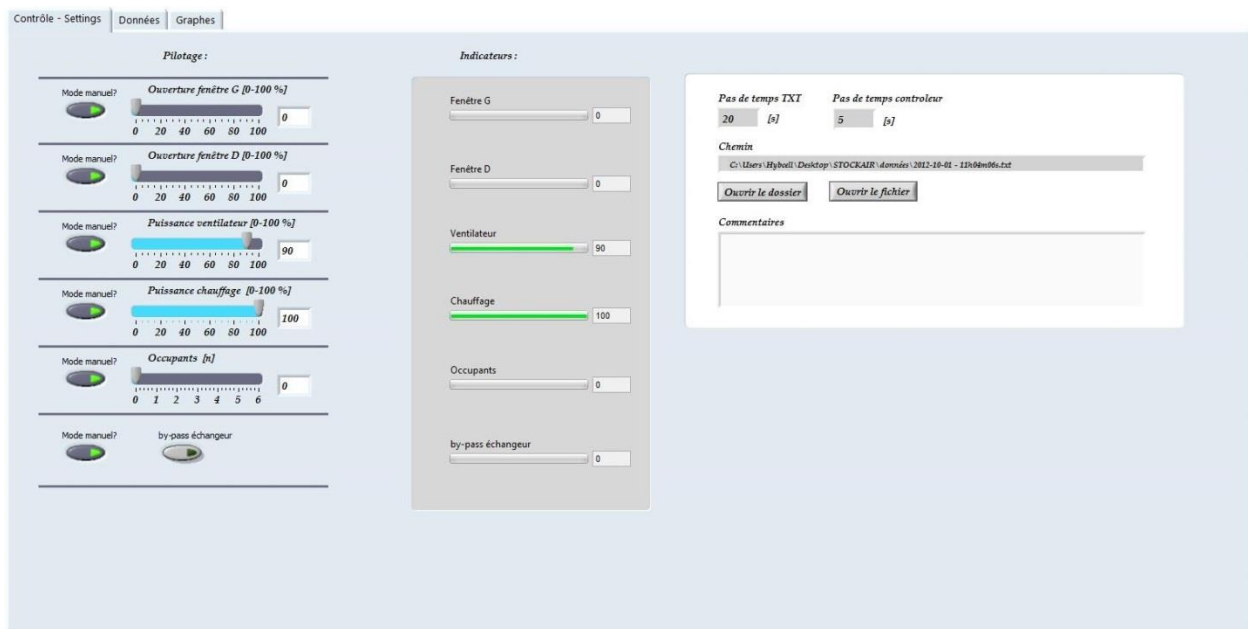 Contrôle - Settings Données Graphes
Pilotage :
Mode manuel? Ouverture fenêtre G [0-100 %]
0
0 20 40 60 80 100
Mode manuel? Ouverture fenêtre D [0-100 %]
0
0 20 40 60 80 100
Mode manuel? Puissance ventilateur [0-100 %]
90
0 20 40 60 80 100
Mode manuel? Puissance chauffage [0-100 %]
100
0 20 40 60 80 100
Mode manuel? Occupants [n]
0
0 1 2 3 4 5 6
Mode manuel? by-pass échangeur
Indicateurs :
Fenêtre G
0
Fenêtre D
0
Ventilateur
90
Chauffage
100
Occupants
0
by-pass échangeur
0
Pas de temps TXT Pas de temps controleur
20 [s] 5 [s]
Chemin
C:\Users\Hybcell\Desktop\STOCKAIR\données\2012-10-01 - 11h04m06s.txt
Ouvrir le dossier Ouvrir le fichier
Commentaires